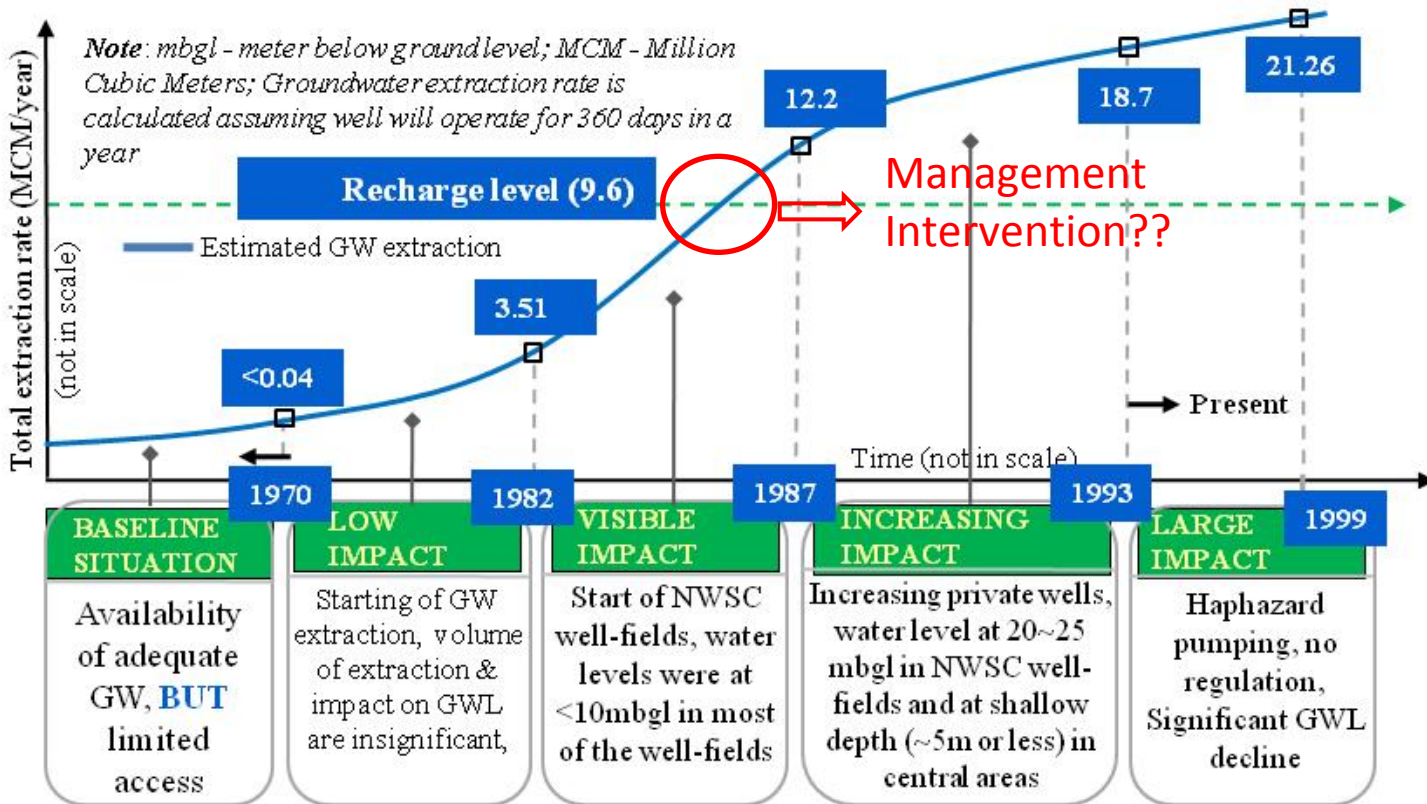 Total extraction rate (MCM/year)
(not in scale)
Note: mbgl - meter below ground level; MCM - Million
Cubic Meters; Groundwater extraction rate is
calculated assuming well will operate for 360 days in a
year
Recharge level (9.6)
Estimated GW extraction
<0.04
3.51
12.2
18.7
21.26
Management
Intervention??
Present
Time (not in scale)
1970
1982
1987
1993
1999
BASELINE
SITUATION
Availability
of adequate
GW, BUT
limited
access
LOW
IMPACT
Starting of GW
extraction, volume
of extraction &
impact on GWL
are insignificant,
VISIBLE
IMPACT
Start of NWSC
well-fields, water
levels were at
<10mbgl in most
of the well-fields
INCREASING
IMPACT
Increasing private wells,
water level at 20~25
mbgl in NWSC well-
fields and at shallow
depth (~5m or less) in
central areas
LARGE
IMPACT
Haphazard
pumping, no
regulation,
Significant GWL
decline